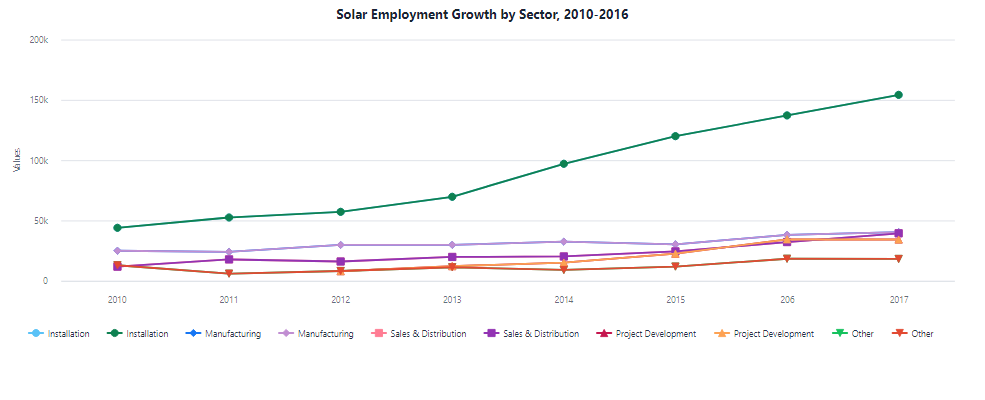 Solar Employment Growth by Sector, 2010-2016
200k
150k
100k
50k
0
Values
2010 2011 2012 2013 2014 2015 206 2017
Installation Installation Manufacturing Manufacturing Sales & Distribution Sales & Distribution Project Development Project Development Other Other